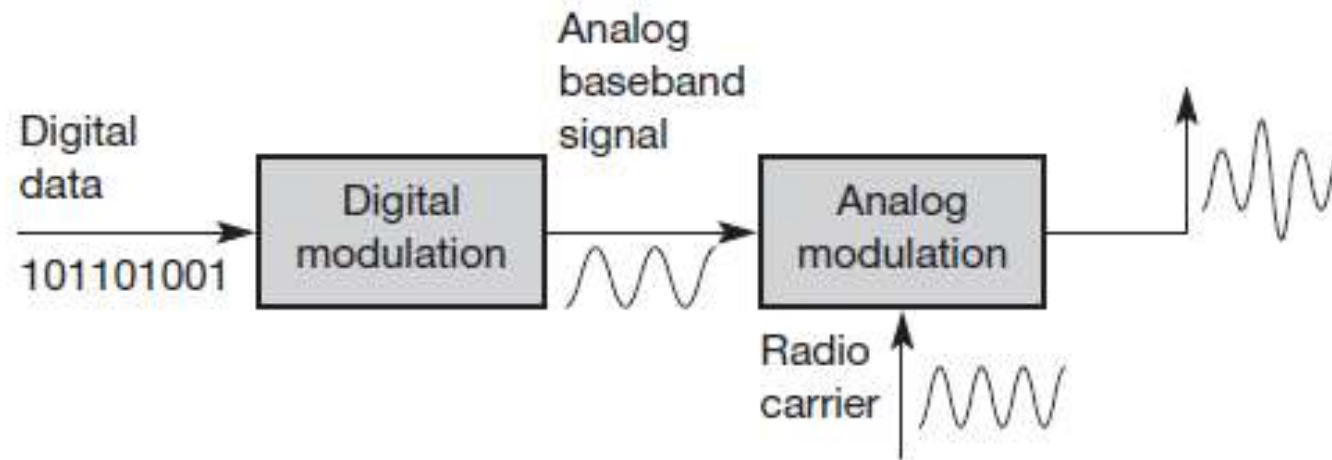 Digital
data
101101001
Digital
modulation
Analog
baseband
signal
Analog
modulation
Radio
carrier